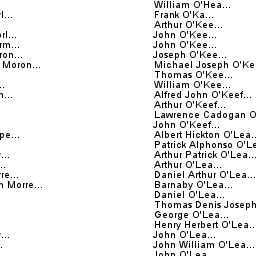 Moron...
Morre...
William O'Hea...
Frank O'Ka...
Arthur O'Kee...
John O'Kee...
John O'Kee...
Joseph O'Kee...
Michael Joseph O'Ke
Thomas O'Kee...
William O'Kee...
Alfred John O'Keef...
Arthur O'Keef...
Lawrence Cadogan O
John O'Keef...
Albert Hickton O'Lea...
Patrick Alphonso O'Le
Arthur Patrick O'Lea...
Arthur O'Lea...
Daniel Arthur O'Lea...
Barnaby O'Lea...
Daniel O'Lea...
Thomas Denis Joseph
George O'Lea...
Henry Herbert O'Lea...
John O'Lea...
John William O'Lea...
John O'Lea